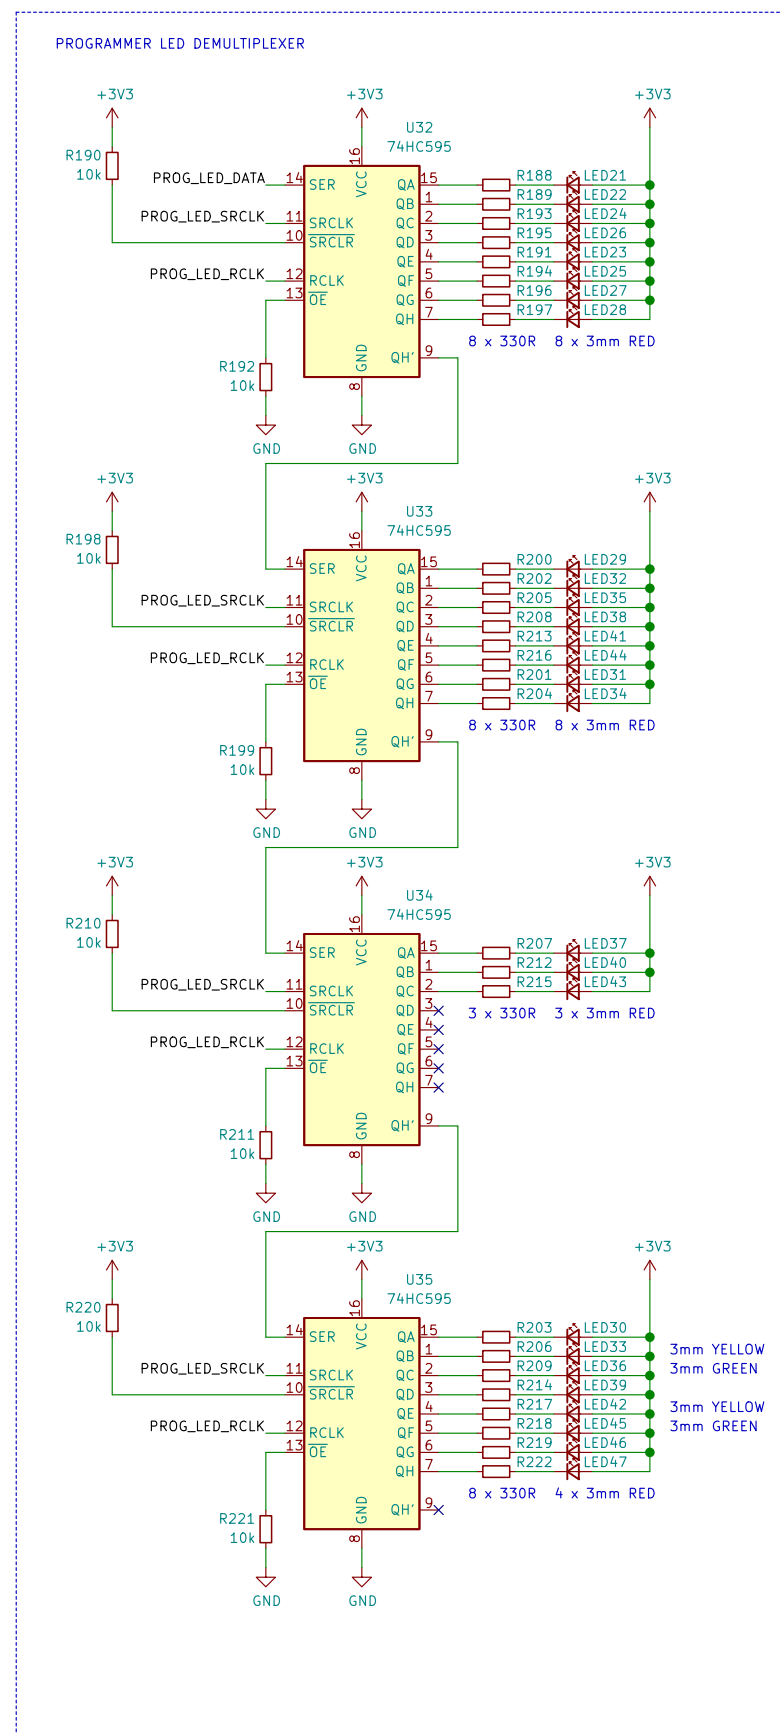 PROGRAMMER LED DEMULTIPLEXER
+3V3 +3V3 +3V3
U32
74HC595
R190
10k
16
VCC
PROG_LED_DATA 14 SER QA 15 R188 LED21
QB 1 R189 LED22
PROG_LED_SRCLK 11 SRCLK QC 2 R193 LED24
10 SRCLR QD 3 R195 LED26
QE 4 R191 LED23
PROG_LED_RCLK 12 RCLK QF 5 R194 LED25
13 OE QG 6 R196 LED27
QH 7 R197 LED28
8 x 330R 8 x 3mm RED
GND QH' 9
R192
10k
8
GND GND
+3V3 +3V3 +3V3
U33
74HC595
R198
10k
16
VCC
14 SER QA 15 R200 LED29
QB 1 R202 LED32
PROG_LED_SRCLK 11 SRCLK QC 2 R205 LED35
10 SRCLR QD 3 R208 LED38
QE 4 R213 LED41
PROG_LED_RCLK 12 RCLK QF 5 R216 LED44
13 OE QG 6 R201 LED31
QH 7 R204 LED34
8 x 330R 8 x 3mm RED
GND QH' 9
R199
10k
8
GND GND
+3V3 +3V3 +3V3
U34
74HC595
R210
10k
16
VCC
14 SER QA 15 R207 LED37
QB 1 R212 LED40
PROG_LED_SRCLK 11 SRCLK QC 2 R215 LED43
10 SRCLR QD 3 3 x 330R 3 x 3mm RED
QE 4
PROG_LED_RCLK 12 RCLK QF 5
13 OE QG 6
QH 7
GND QH' 9
R211
10k
8
GND GND
+3V3 +3V3 +3V3
U35
74HC595
R220
10k
16
VCC
14 SER QA 15 R203 LED30
QB 1 R206 LED33 3mm YELLOW
PROG_LED_SRCLK 11 SRCLK QC 2 R209 LED36 3mm GREEN
10 SRCLR QD 3 R214 LED39
QE 4 R217 LED42 3mm YELLOW
PROG_LED_RCLK 12 RCLK QF 5 R218 LED45 3mm GREEN
13 OE QG 6 R219 LED46
QH 7 R222 LED47
8 x 330R 4 x 3mm RED
GND QH' 9
R221
10k
8
GND GND